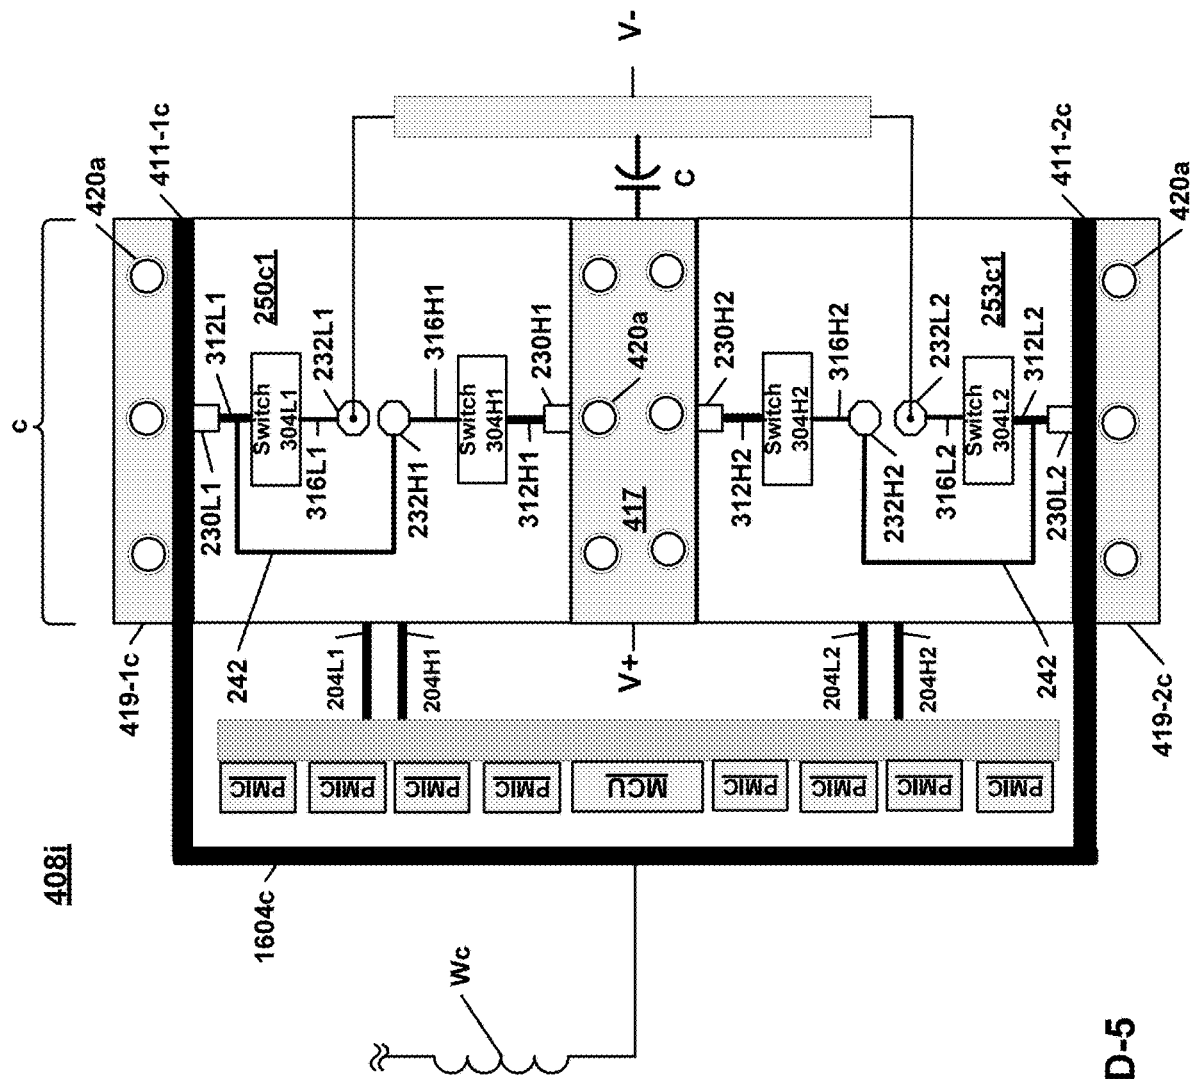 408i
c
V-
420a
411-1c
411-2c
420a
419-1c
419-2c
250c1
253c1
312L1
232L1
316H1
230H1
420a
230H2
316H2
232L2
312L2
C
Switch
304L1
Switch
304H1
Switch
304H2
Switch
304L2
230L1
316L1
232H1
312H1
417
312H2
232H2
316L2
230L2
242
204L1
204H1
V+
204L2
204H2
242
PMIC
PMIC
PMIC
PMIC
MCU
PMIC
PMIC
PMIC
PMIC
1604c
Wc
D-5